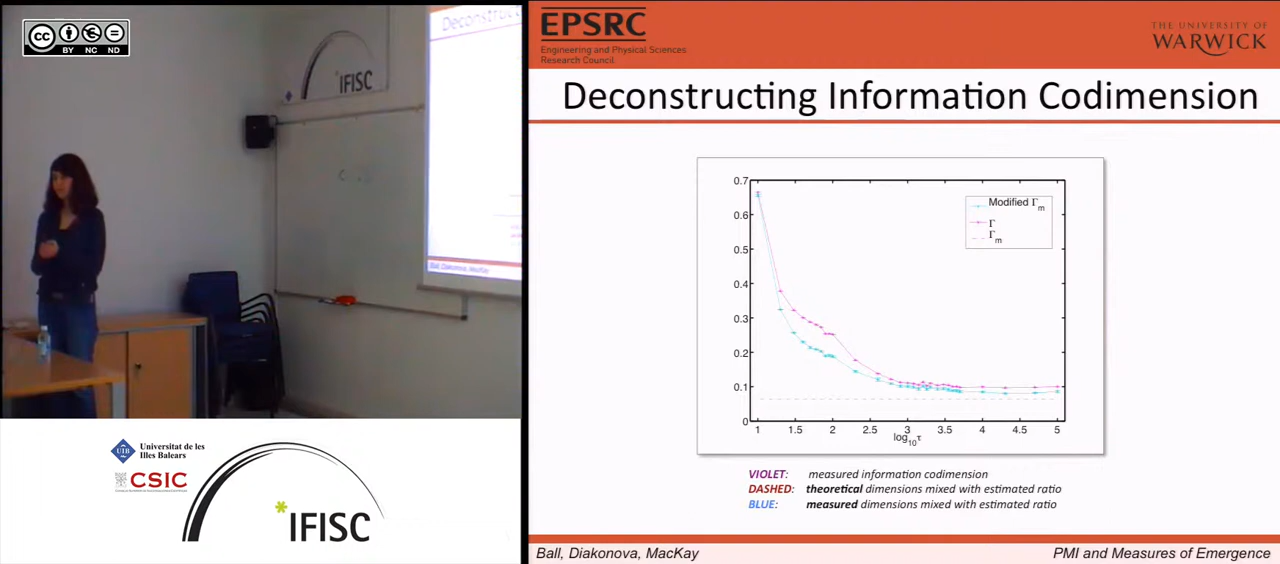 cc
BY NC ND
Deconstruct
IFISC
UIB
Universitat de les
Illes Balears
CSIC
IFISC
EPSRC
Engineering and Physical Sciences
Research Council
THE UNIVERSITY OF
WARWICK
Deconstructing Information Codimension
0.7
0.6
0.5
0.4
0.3
0.2
0.1
0
1 1.5 2 2.5 3 3.5 4 4.5 5
log10τ
Modified Γm
Γ
Γm
VIOLET: measured information codimension
DASHED: theoretical dimensions mixed with estimated ratio
BLUE: measured dimensions mixed with estimated ratio
Ball, Diakonova, MacKay
PMI and Measures of Emergence